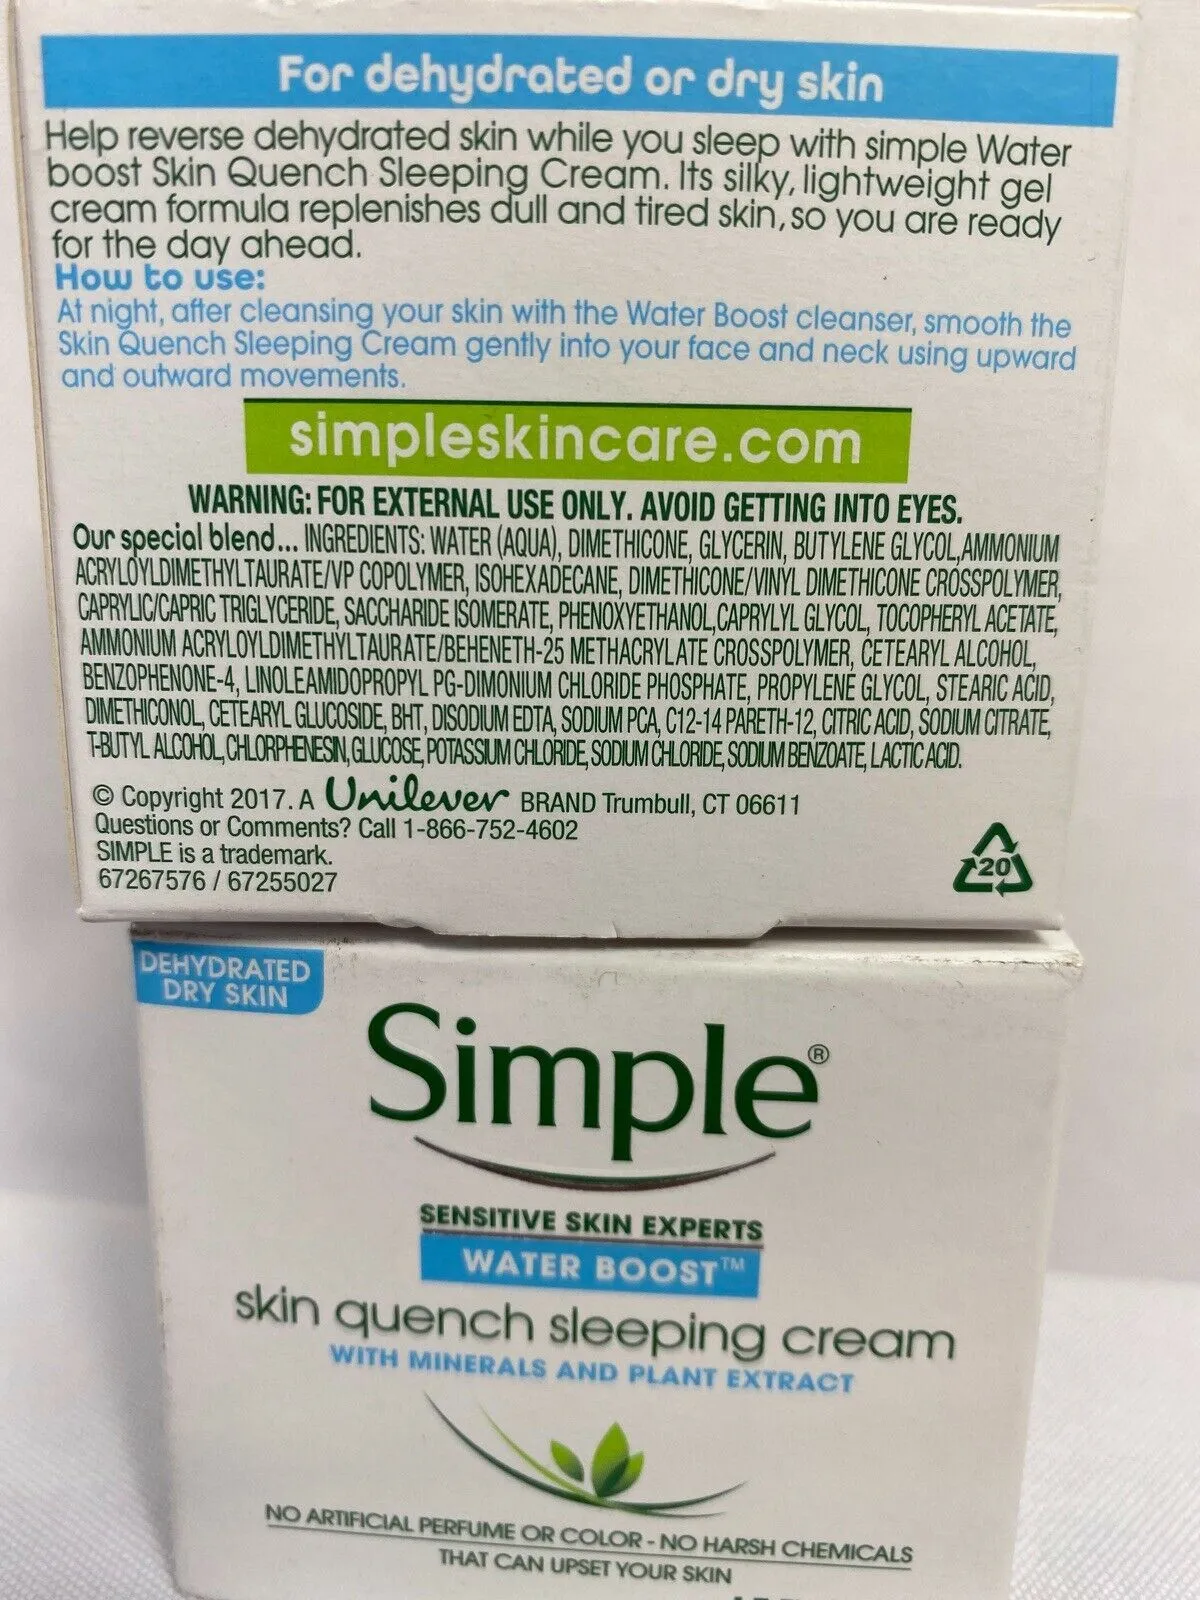 For dehydrated or dry skin
Help reverse dehydrated skin while you sleep with simple Water
boost Skin Quench Sleeping Cream. Its silky, lightweight gel
cream formula replenishes dull and tired skin, so you are ready
for the day ahead.
How to use:
At night, after cleansing your skin with the Water Boost cleanser, smooth the
Skin Quench Sleeping Cream gently into your face and neck using upward
and outward movements.
simpleskincare.com
WARNING: FOR EXTERNAL USE ONLY. AVOID GETTING INTO EYES.
Our special blend... INGREDIENTS: WATER (AQUA), DIMETHICONE, GLYCERIN, BUTYLENE GLYCOL,AMMONIUM
ACRYLOYLDIMETHYLTAURATE/VP COPOLYMER, ISOHEXADECANE, DIMETHICONE/VINYL DIMETHICONE CROSSPOLYMER,
CAPRYLIC/CAPRIC TRIGLYCERIDE, SACCHARIDE ISOMERATE, PHENOXYETHANOL,CAPRYLYL GLYCOL, TOCOPHERYL ACETATE,
AMMONIUM ACRYLOYLDIMETHYLTAURATE/BEHENETH-25 METHACRYLATE CROSSPOLYMER, CETEARYL ALCOHOL,
BENZOPHENONE-4, LINOLEAMIDOPROPYL PG-DIMONIUM CHLORIDE PHOSPHATE, PROPYLENE GLYCOL, STEARIC ACID,
DIMETHICONOL, CETEARYL GLUCOSIDE, BHT, DISODIUM EDTA, SODIUM PCA, C12-14 PARETH-12, CITRIC ACID, SODIUM CITRATE,
T-BUTYL ALCOHOL, CHLORPHENESIN, GLUCOSE, POTASSIUM CHLORIDE, SODIUM CHLORIDE, SODIUM BENZOATE, LACTIC ACID.
© Copyright 2017. A Unilever BRAND Trumbull, CT 06611
Questions or Comments? Call 1-866-752-4602
SIMPLE is a trademark.
67267576 / 67255027
20
DEHYDRATED
DRY SKIN
Simple®
SENSITIVE SKIN EXPERTS
WATER BOOST™
skin quench sleeping cream
WITH MINERALS AND PLANT EXTRACT
NO ARTIFICIAL PERFUME OR COLOR - NO HARSH CHEMICALS
THAT CAN UPSET YOUR SKIN